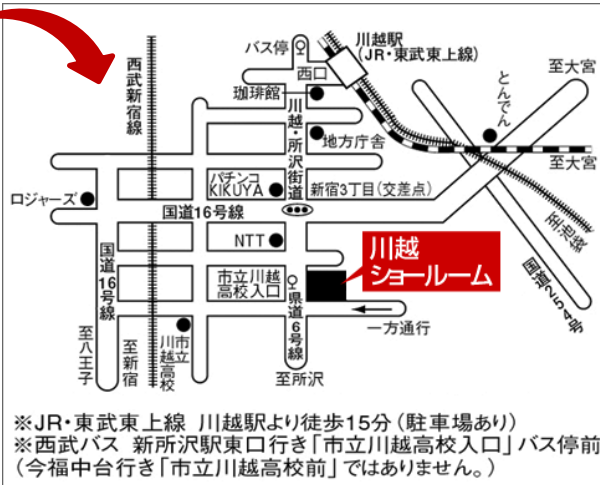 バス停
川越駅
(JR・東武東上線)
西口
西武新宿線
珈琲館
とんでん
至大宮
川越・所沢街道
地方庁舎
至大宮
パチンコ
KIKUYA
新宿3丁目(交差点)
ロジャーズ
国道16号線
至池袋
NTT
川越
ショールーム
国道16号線
市立川越
高校入口
県道6号線
国道254号
一方通行
至八王子
至新宿
市立
川越高校
至所沢
※JR・東武東上線 川越駅より徒歩15分(駐車場あり)
※西武バス 新所沢駅東口行き「市立川越高校入口」バス停前
(今福中台行き「市立川越高校前」ではありません。)